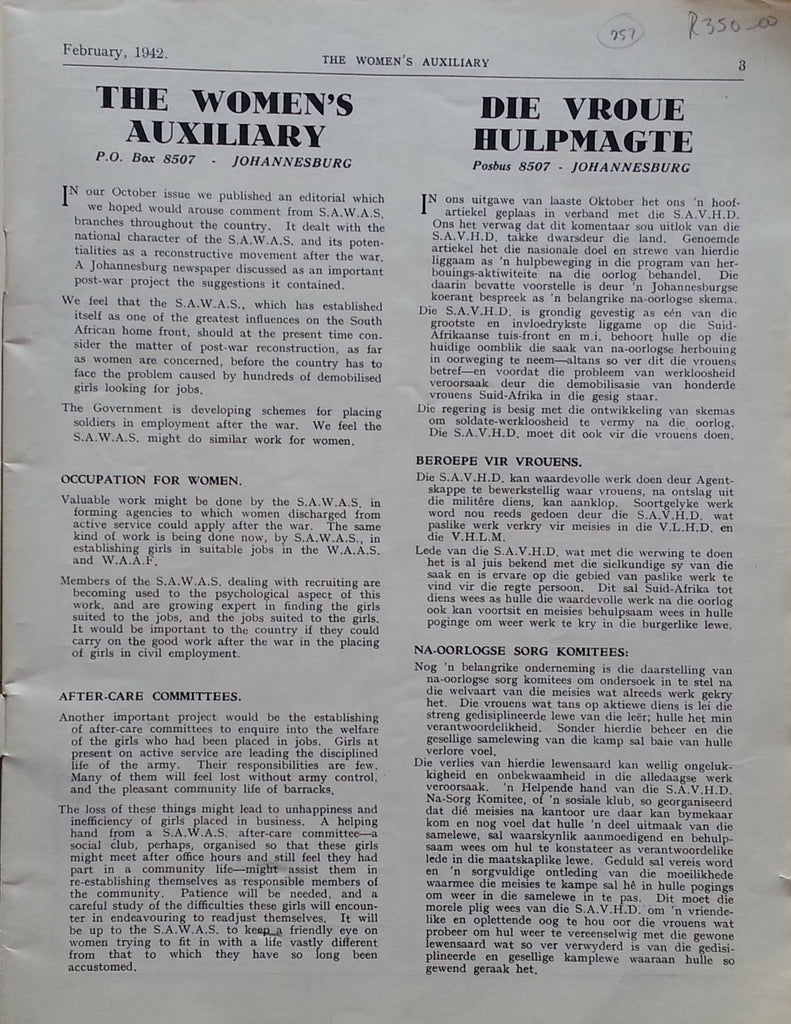 February, 1942.
THE WOMEN'S AUXILIARY
3
257
R350-00
THE WOMEN'S
AUXILIARY
P.O. Box 8507 - JOHANNESBURG
IN our October issue we published an editorial which
we hoped would arouse comment from S.A.W.A.S.
branches throughout the country. It dealt with the
national character of the S.A.W.A.S. and its poten-
tialities as a reconstructive movement after the war.
A Johannesburg newspaper discussed as an important
post-war project the suggestions it contained.
We feel that the S.A.W.A.S., which has established
itself as one of the greatest influences on the South
African home front, should at the present time con-
sider the matter of post-war reconstruction, as far
as women are concerned, before the country has to
face the problem caused by hundreds of demobilised
girls looking for jobs.
The Government is developing schemes for placing
soldiers in employment after the war. We feel the
S.A.W.A.S. might do similar work for women.
OCCUPATION FOR WOMEN.
Valuable work might be done by the S.A.W.A.S. in
forming agencies to which women discharged from
active service could apply after the war. The same
kind of work is being done now, by S.A.W.A.S., in
establishing girls in suitable jobs in the W.A.A.S.
and W.A.A.F.
Members of the S.A.W.A.S. dealing with recruiting are
becoming used to the psychological aspect of this
work, and are growing expert in finding the girls
suited to the jobs, and the jobs suited to the girls.
It would be important to the country if they could
carry on the good work after the war in the placing
of girls in civil employment.
AFTER-CARE COMMITTEES.
Another important project would be the establishing
of after-care committees to enquire into the welfare
of the girls who had been placed in jobs. Girls at
present on active service are leading the disciplined
life of the army. Their responsibilities are few.
Many of them will feel lost without army control,
and the pleasant community life of barracks.
The loss of these things might lead to unhappiness and
inefficiency of girls placed in business. A helping
hand from a S.A.W.A.S. after-care committee—a
social club, perhaps, organised so that these girls
might meet after office hours and still feel they had
part in a community life—might assist them in
re-establishing themselves as responsible members of
the community. Patience will be needed, and a
careful study of the difficulties these girls will encoun-
ter in endeavouring to readjust themselves. It will
be up to the S.A.W.A.S. to keep a friendly eye on
women trying to fit in with a life vastly different
from that to which they have so long been
accustomed.
DIE VROUE
HULPMAGTE
Posbus 8507 - JOHANNESBURG
IN ons uitgawe van laaste Oktober het ons 'n hoof-
artiekel geplaas in verband met die S.A.V.H.D.
Ons het verwag dat dit komentaar sou uitlok van die
S.A.V.H.D. takke dwarsdeur die land. Genoemde
artiekel het die nasionale doel en strewe van hierdie
liggaam as 'n hulpbeweging in die program van her-
bouings-aktiwiteite na die oorlog behandel. Die
daarin bevatte voorstelle is deur 'n Johannesburgse
koerant bespreek as 'n belangrike na-oorlogse skema.
Die S.A.V.H.D. is grondig gevestig as eén van die
grootste en invloedrykste liggame op die Suid-
Afrikaanse tuis-front en m.i. behoort hulle op die
huidige oomblik die saak van na-oorlogse herbouing
in oorweging te neem—altans so ver dit die vrouens
betref—en voordat die probleem van werkloosheid
veroorsaak deur die demobilisasie van honderde
vrouens Suid-Afrika in die gesig staar.
Die regering is besig met die ontwikkeling van skemas
om soldate-werkloosheid te vermy na die oorlog.
Die S.A.V.H.D. moet dit ook vir die vrouens doen.
BEROEPE VIR VROUENS.
Die S.A.V.H.D. kan waardevolle werk doen deur Agent-
skappe te bewerkstellig waar vrouens, na ontslag uit
die militêre diens, kan aanklop. Soortgelyke werk
word nou reeds gedoen deur die S.A.V.H.D. wat
paslike werk verkry vir meisies in die V.L.H.D. en
die V.H.L.M.
Lede van die S.A.V.H.D. wat met die werwing te doen
het is al juis bekend met die sielkundige sy van die
saak en is ervare op die gebied van paslike werk te
vind vir die regte persoon. Dit sal Suid-Afrika tot
diens wees as hulle die waardevolle werk na die oorlog
ook kan voortsit en meisies behulpsaam wees in hulle
poginge om weer werk te kry in die burgerlike lewe.
NA-OORLOGSE SORG KOMITEES:
Nog 'n belangrike onderneming is die daarstelling van
na-oorlogse sorg komitees om ondersoek in te stel na
die welvaart van die meisies wat alreeds werk gekry
het. Die vrouens wat tans op aktiewe diens is lei die
streng gedisiplineerde lewe van die leër; hulle het min
verantwoordelikheid. Sonder hierdie beheer en die
gesellige samelewing van die kamp sal baie van hulle
verlore voel.
Die verlies van hierdie lewensaard kan wellig ongeluk-
kigheid en onbekwaamheid in die alledaagse werk
veroorsaak. 'n Helpende hand van die S.A.V.H.D.
Na-Sorg Komitee, of 'n sosiale klub, so georganiseerd
dat dié meisies na kantoor ure daar kan bymekaar
kom en nog voel dat hulle 'n deel uitmaak van die
samelewe, sal waarskynlik aanmoedigend en behulp-
saam wees om hul te konstateer as verantwoordelike
lede in die maatskaplike lewe. Geduld sal vereis word
en 'n sorgvuldige ontleding van die moeilikhede
waarmee die meisies te kampe sal hê in hulle pogings
om weer in die samelewe in te pas. Dit moet die
morele plig wees van die S.A.V.H.D. om 'n vriende-
like en oplettende oog te hou oor die vrouens wat
probeer om hul weer te vereenselwig met die gewone
lewensaard wat so ver verwyderd is van die gedisi-
plineerde en gesellige kamplewe waaraan hulle so
gewend geraak het.